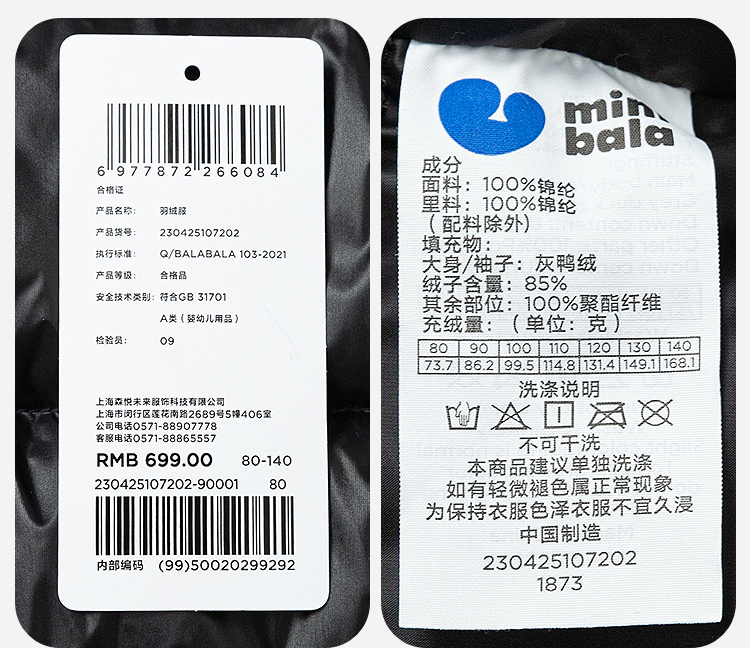 6 977872 266084
合格证
产品名称: 羽绒服
产品货号: 230425107202
执行标准: Q/BALABALA 103-2021
产品等级: 合格品
安全技术类别: 符合GB 31701
A类(婴幼儿用品)
检验员: 09
上海森悦未来服饰科技有限公司
上海市闵行区莲花南路2689号5幢406室
公司电话0571-88907778
客服电话0571-88865557
RMB 699.00 80-140
230425107202-90001 80
内部编码 (99)50020299292
mini
bala
成分
面料: 100%锦纶
里料: 100%锦纶
(配料除外)
填充物:
大身/袖子: 灰鸭绒
绒子含量: 85%
其余部位: 100%聚酯纤维
充绒量: (单位: 克)
80 90 100 110 120 130 140
73.7 86.2 99.5 114.8 131.4 149.1 168.1
洗涤说明
不可干洗
本商品建议单独洗涤
如有轻微褪色属正常现象
为保持衣服色泽衣服不宜久浸
中国制造
230425107202
1873